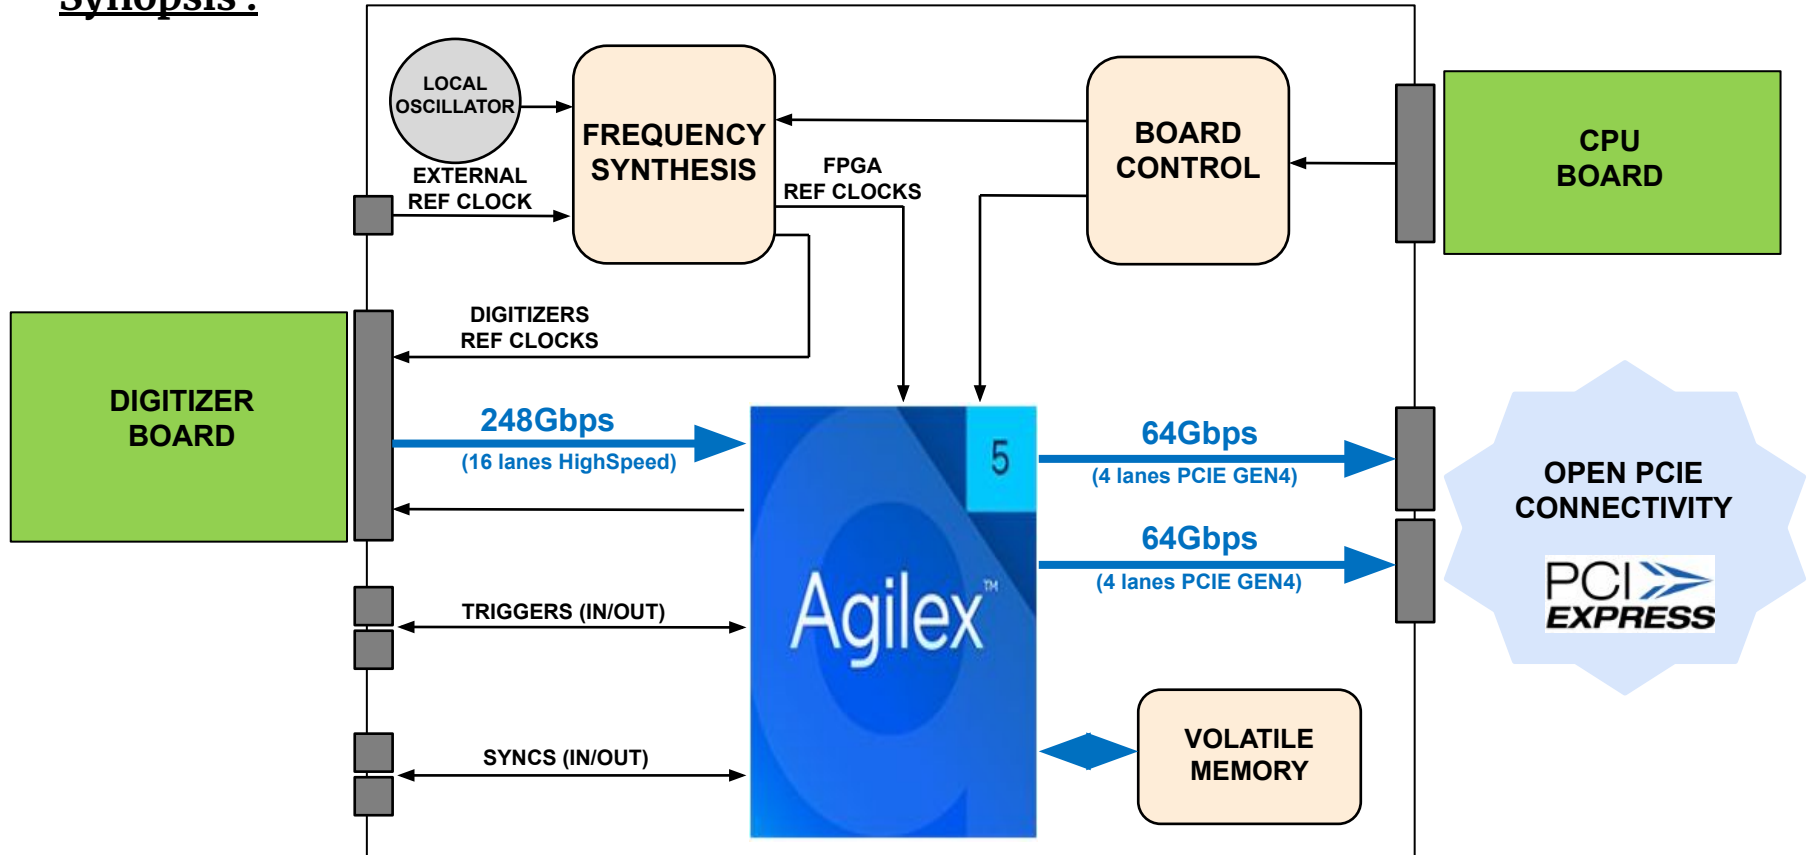 Synopsis :
LOCAL
OSCILLATOR
FREQUENCY
SYNTHESIS
BOARD
CONTROL
CPU
BOARD
EXTERNAL
REF CLOCK
FPGA
REF CLOCKS
DIGITIZERS
REF CLOCKS
DIGITIZER
BOARD
248Gbps
(16 lanes HighSpeed)
5
Agilex™
64Gbps
(4 lanes PCIE GEN4)
64Gbps
(4 lanes PCIE GEN4)
OPEN PCIE
CONNECTIVITY
PCI
EXPRESS
TRIGGERS (IN/OUT)
SYNCS (IN/OUT)
VOLATILE
MEMORY